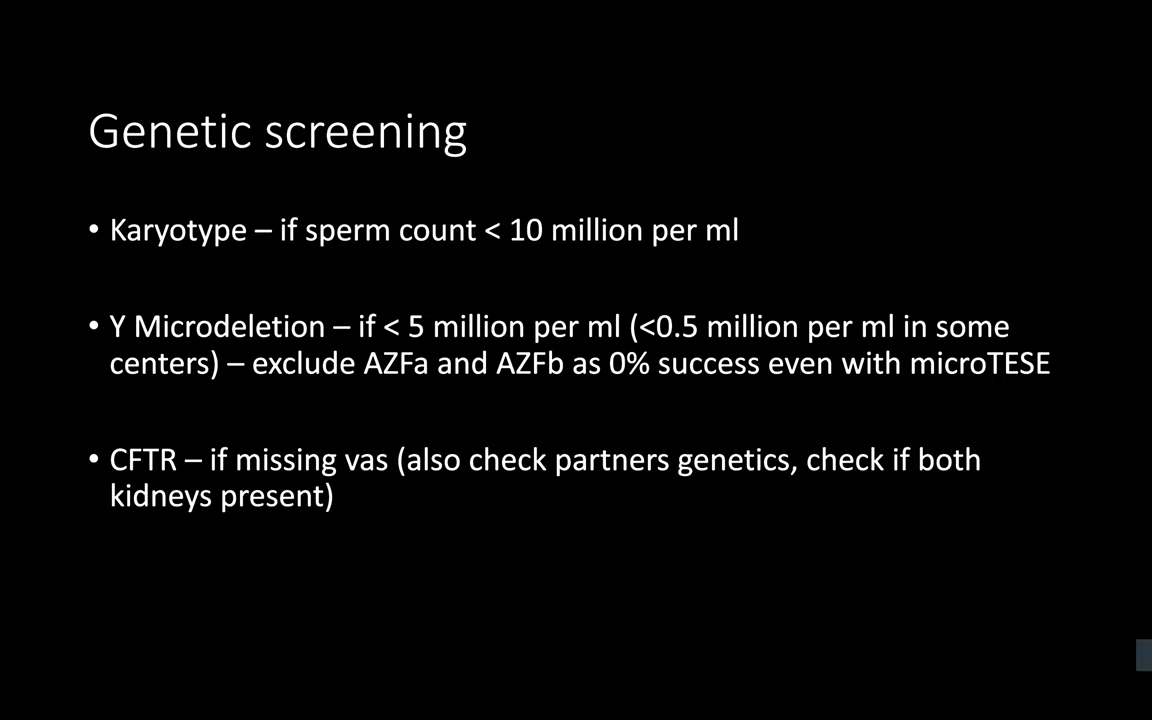 Genetic screening
• Karyotype – if sperm count < 10 million per ml
• Y Microdeletion – if < 5 million per ml (<0.5 million per ml in some
centers) – exclude AZFa and AZFb as 0% success even with microTESE
• CFTR – if missing vas (also check partners genetics, check if both
kidneys present)